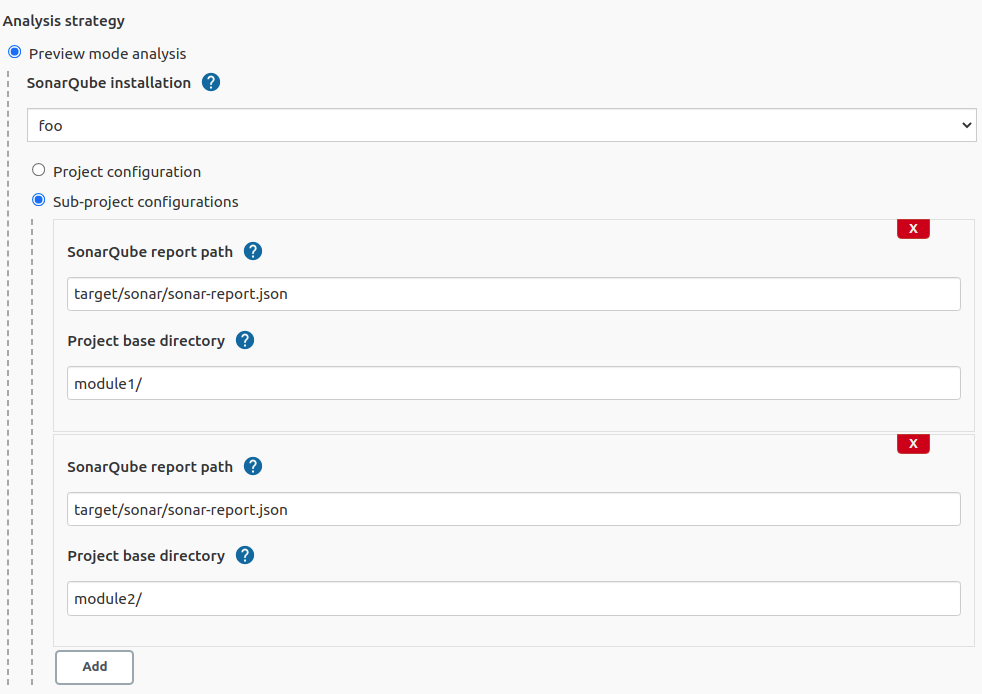 Analysis strategy
Preview mode analysis
SonarQube installation ?
foo
Project configuration
Sub-project configurations
X
SonarQube report path ?
target/sonar/sonar-report.json
Project base directory ?
module1/
X
SonarQube report path ?
target/sonar/sonar-report.json
Project base directory ?
module2/
Add